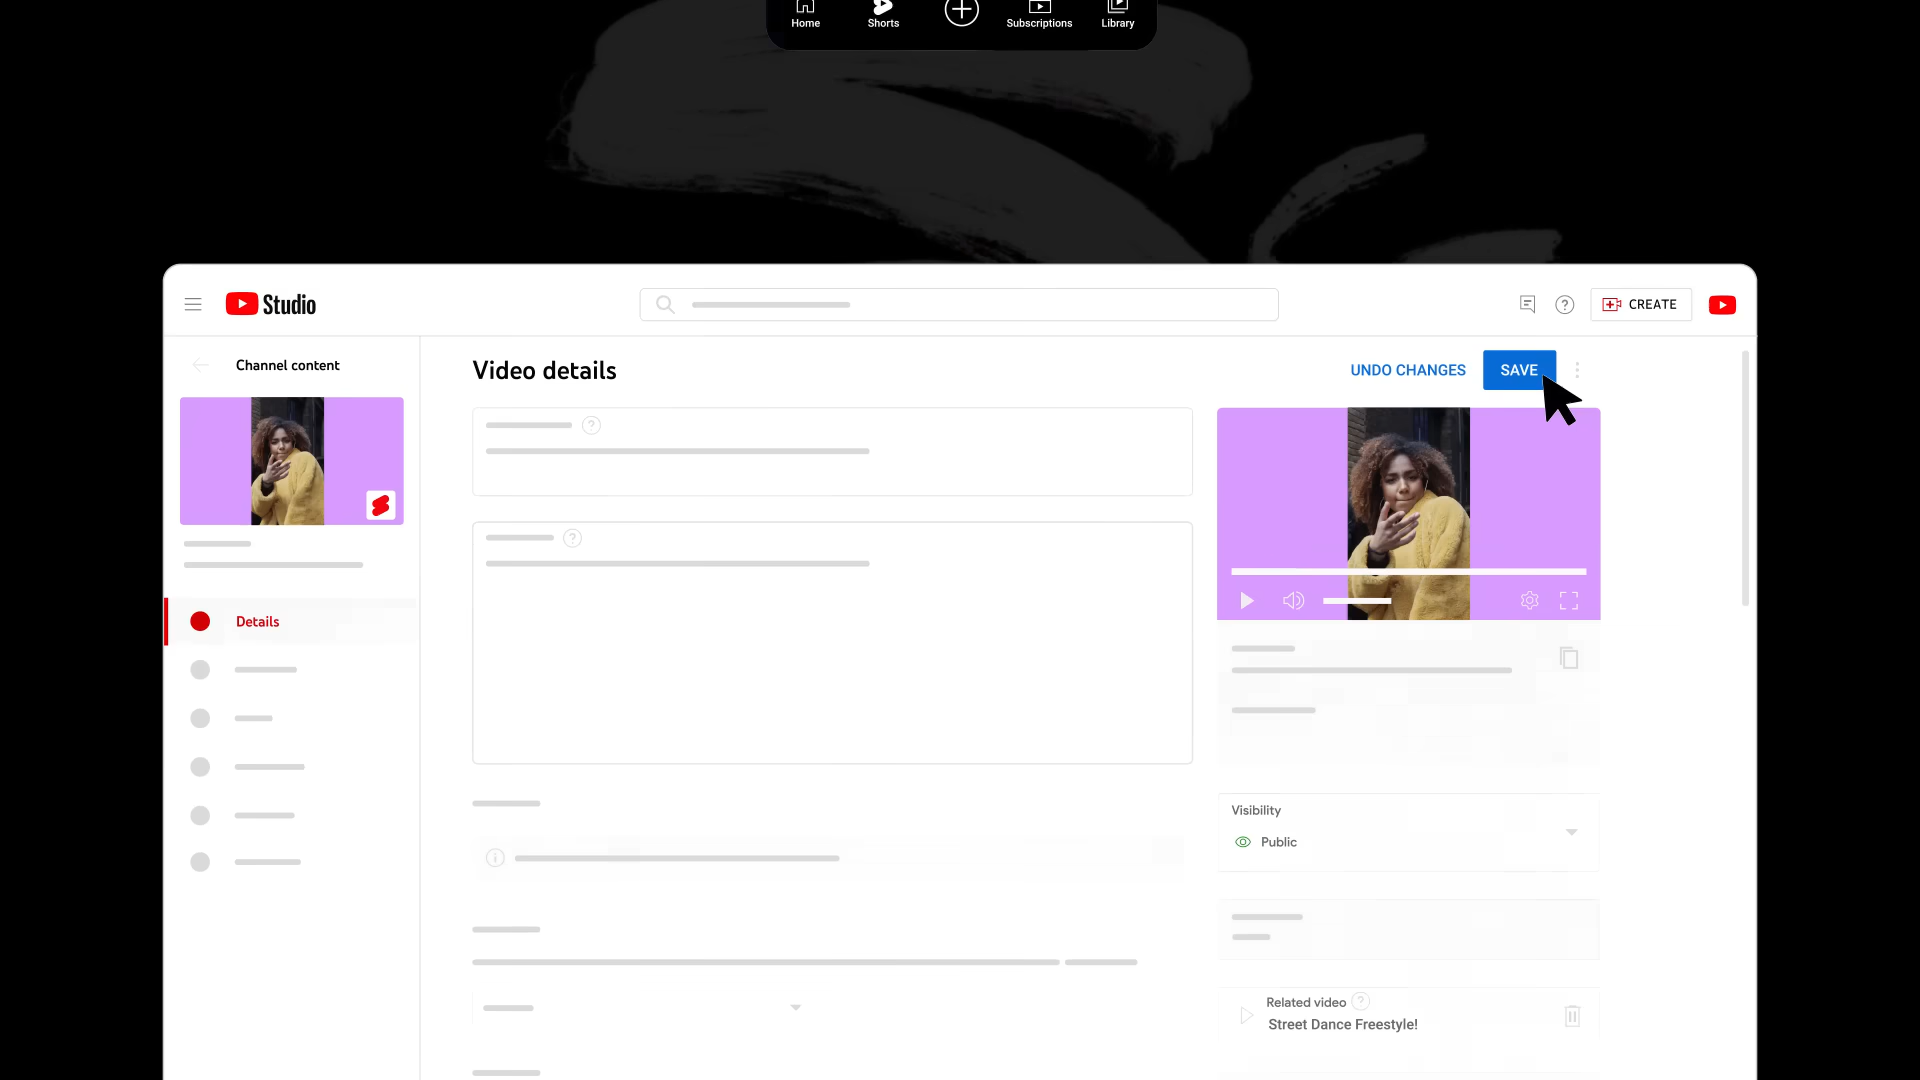 Home
Shorts
Subscriptions
Library
Studio
CREATE
Channel content
Video details
UNDO CHANGES
SAVE
Details
Visibility
Public
Related video
Street Dance Freestyle!